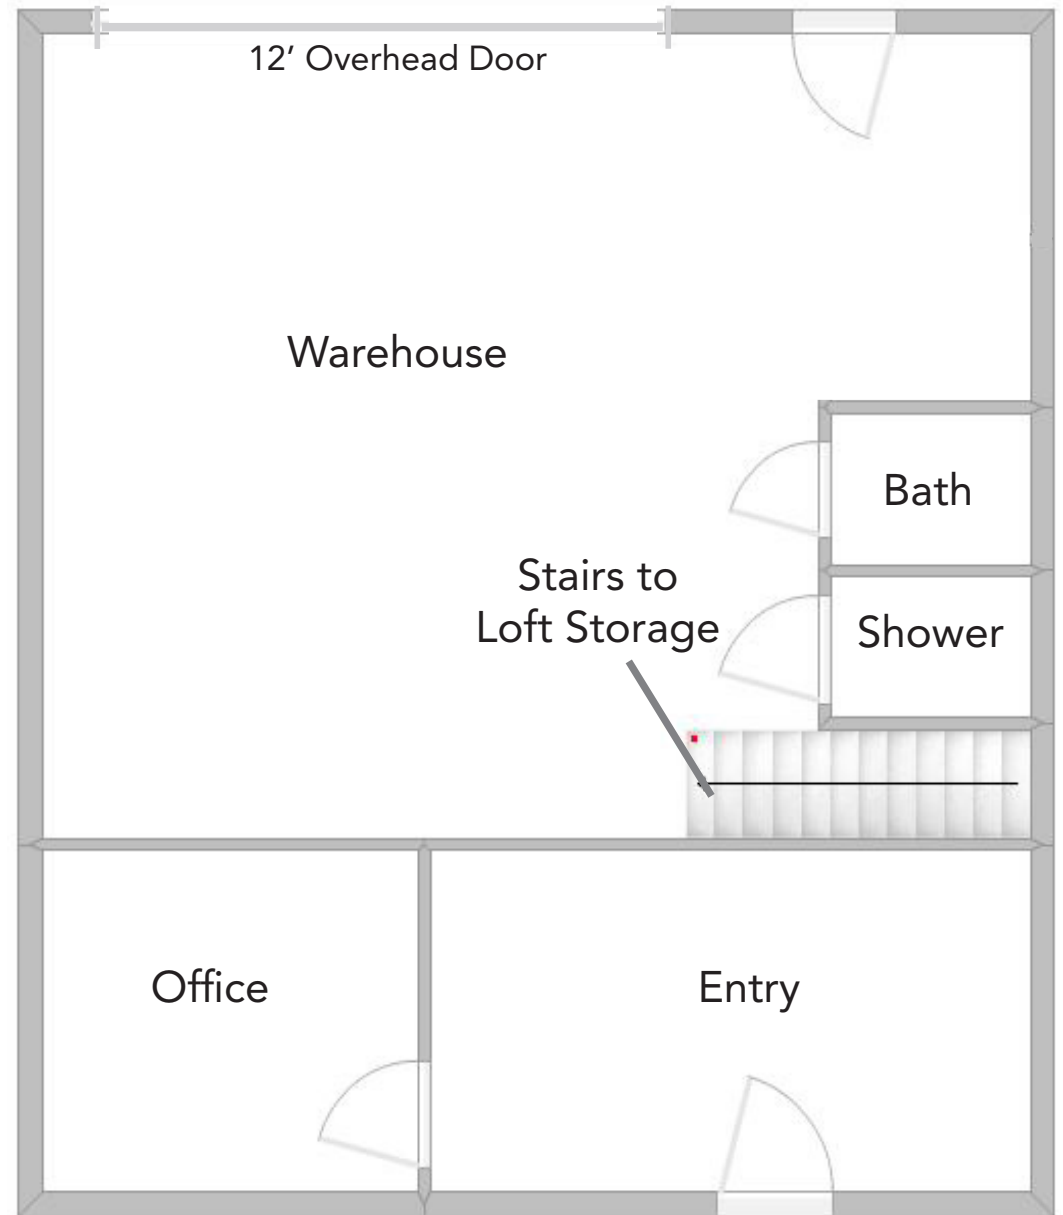 12’ Overhead Door
Warehouse
Bath
Stairs to
Loft Storage
Shower
Office
Entry